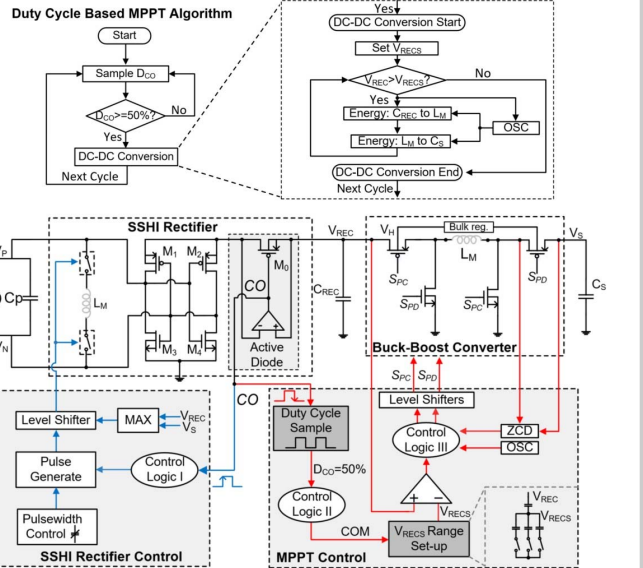 Duty Cycle Based MPPT Algorithm
Start
Sample DCO
DCO>=50%?
No
Yes
DC-DC Conversion
Next Cycle
Yes
DC-DC Conversion Start
Set VRECS
VREC>VRECS?
No
Yes
Energy: CREC to LM
OSC
Energy: LM to CS
DC-DC Conversion End
Next Cycle
SSHI Rectifier
VP
Cp
VN
LM
M1
M2
M3
M4
M0
CO
Active
Diode
VREC
CREC
VH
Bulk reg.
LM
VS
SPC
SPD
SPD
SPC
CS
Buck-Boost Converter
SPC SPD
CO
Level Shifter
MAX
VREC
VS
Pulse
Generate
Control
Logic I
Pulsewidth
Control
SSHI Rectifier Control
Duty Cycle
Sample
DCO=50%
Control
Logic II
COM
Level Shifters
Control
Logic III
ZCD
OSC
VRECS
VRECS Range
Set-up
VREC
VRECS
MPPT Control